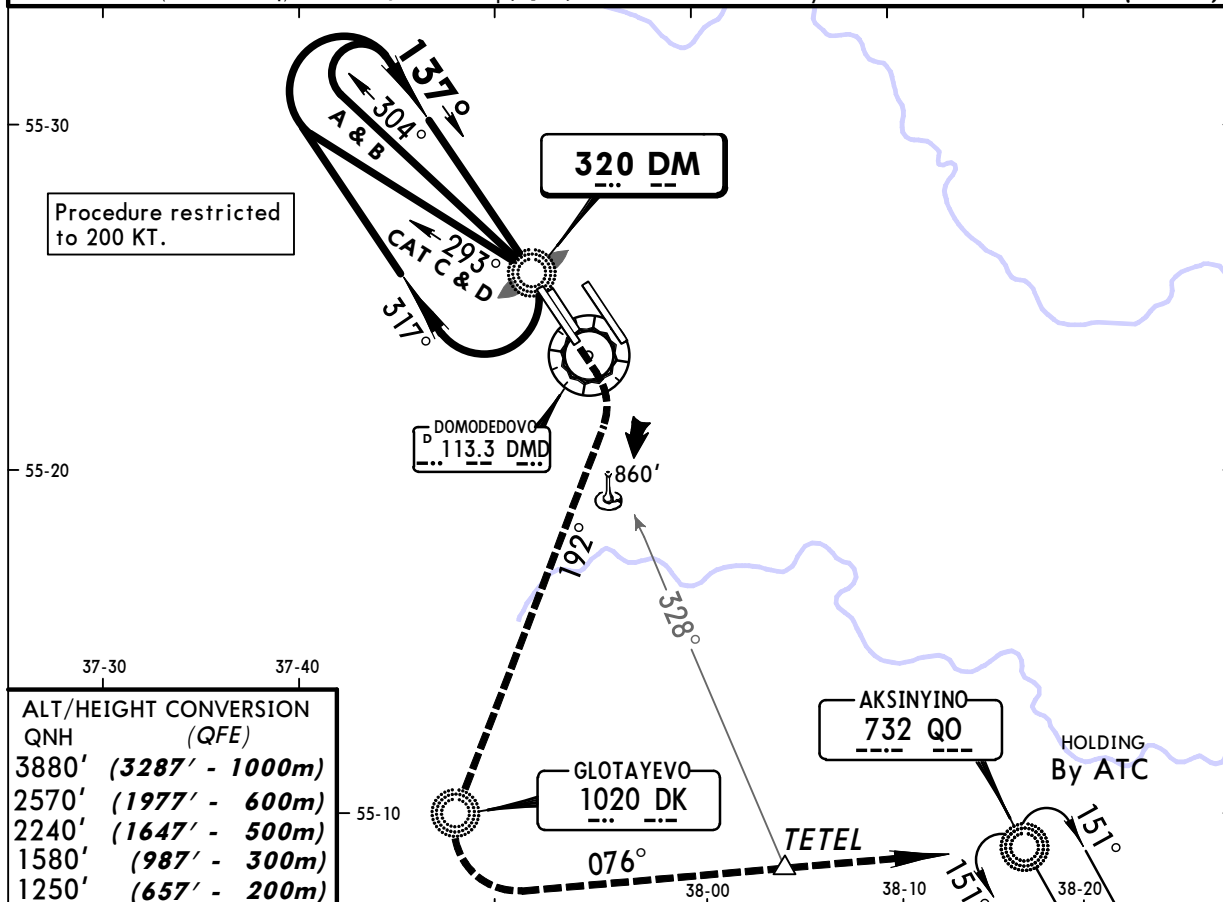 137°
304°
A & B
55-30
320 DM
Procedure restricted
to 200 KT.
293°
CAT C & D
317°
DOMODEDOVO
D 113.3 DMD
860'
55-20
192°
328°
37-30
37-40
ALT/HEIGHT CONVERSION
QNH (QFE)
3880' (3287' - 1000m)
2570' (1977' - 600m)
2240' (1647' - 500m)
1580' (987' - 300m)
1250' (657' - 200m)
AKSINYINO
732 QO
HOLDING
By ATC
GLOTAYEVO
1020 DK
55-10
151°
TETEL
076°
151°
38-00
38-10
38-20